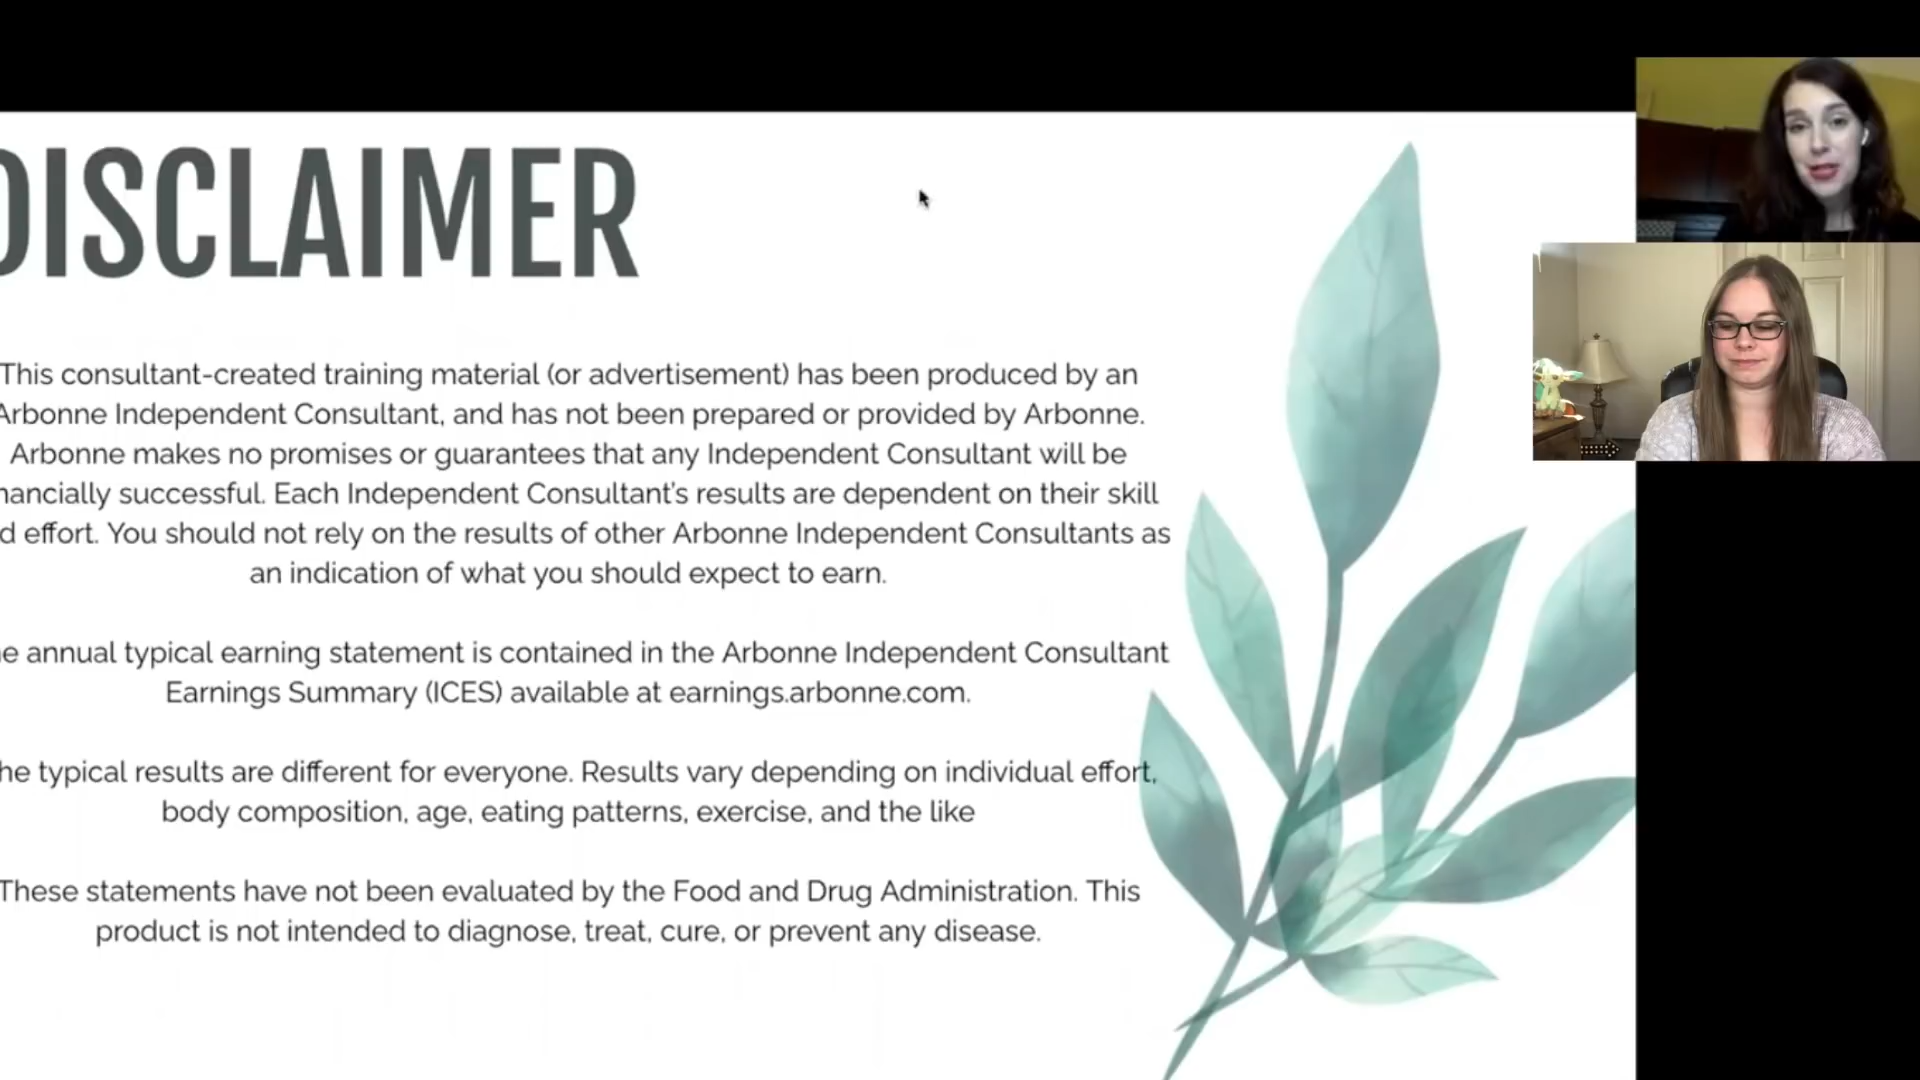 DISCLAIMER
This consultant-created training material (or advertisement) has been produced by an
Arbonne Independent Consultant, and has not been prepared or provided by Arbonne.
Arbonne makes no promises or guarantees that any Independent Consultant will be
nancially successful. Each Independent Consultant's results are dependent on their skill
d effort. You should not rely on the results of other Arbonne Independent Consultants as
an indication of what you should expect to earn.
e annual typical earning statement is contained in the Arbonne Independent Consultant
Earnings Summary (ICES) available at earnings.arbonne.com.
he typical results are different for everyone. Results vary depending on individual effort,
body composition, age, eating patterns, exercise, and the like
These statements have not been evaluated by the Food and Drug Administration. This
product is not intended to diagnose, treat, cure, or prevent any disease.